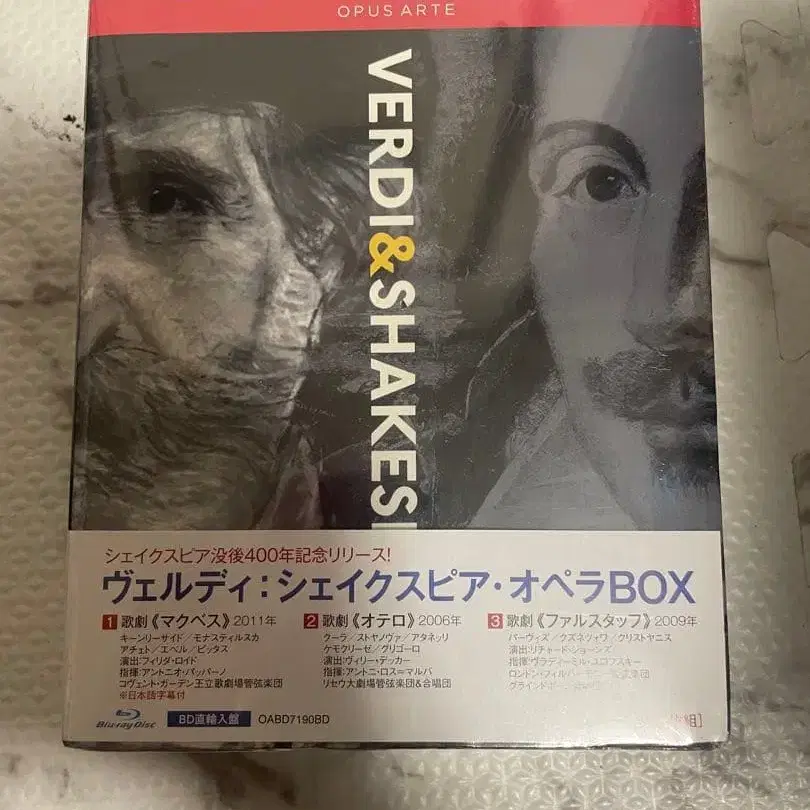 OPUS ARTE
VERDI&SHAKES
シェイクスピア没後400年記念リリース!
ヴェルディ:シェイクスピア・オペラBOX
1 歌劇《マクベス》2011年
キーンリーサイド/モナスティルスカ
アチェト/エベル/ピッタス
演出:フィリダ・ロイド
指揮:アントニオ・パッパーノ
コヴェント・ガーデン王立歌劇場管弦楽団
※日本語字幕付
2 歌劇《オテロ》2006年
クーラ/ストヤノヴァ/アタネッリ
ケモクリーゼ/グリゴーロ
演出:ヴィリー・デッカー
指揮:アントニ・ロス=マルバ
リセウ大劇場管弦楽団&合唱団
3 歌劇《ファルスタッフ》2009年
パーヴィス/クズネツォワ/クリストヤニス
演出:リチャード・ジョーンズ
指揮:ヴラディーミル・ユロフスキー
ロンドン・フィル
グラインド
Blu-ray Disc
BD直輸入盤
OABD7190BD
組]